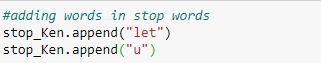 #adding words in stop words
stop_Ken.append("let")
stop_Ken.append("u")